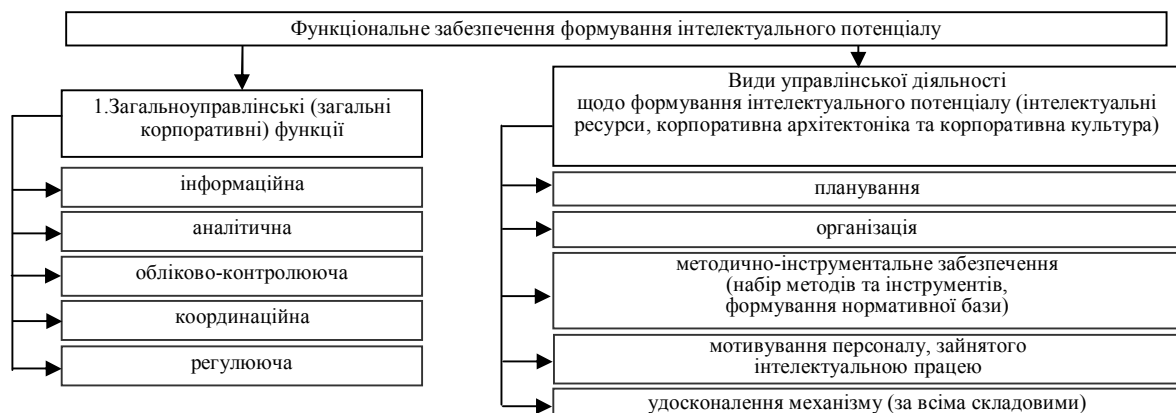 Функціональне забезпечення формування інтелектуального потенціалу
1.Загальноуправлінські (загальні
корпоративні) функції
інформаційна
аналітична
обліково-контролююча
координаційна
регулююча
Види управлінської діяльності
щодо формування інтелектуального потенціалу (інтелектуальні
ресурси, корпоративна архітектоніка та корпоративна культура)
планування
організація
методично-інструментальне забезпечення
(набір методів та інструментів,
формування нормативної бази)
мотивування персоналу, зайнятого
інтелектуальною працею
удосконалення механізму (за всіма складовими)